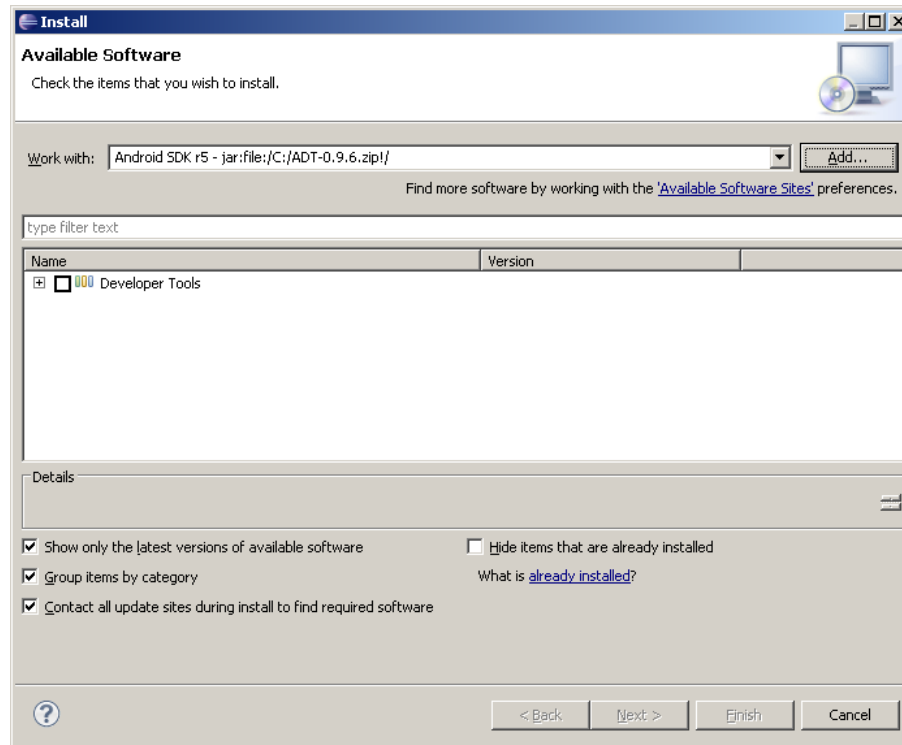 Install
Available Software
Check the items that you wish to install.
Work with: Android SDK r5 - jar:file:/C:/ADT-0.9.6.zip!/ Add...
Find more software by working with the 'Available Software Sites' preferences.
type filter text
Name Version
Developer Tools
Details
Show only the latest versions of available software Hide items that are already installed
Group items by category What is already installed?
Contact all update sites during install to find required software
? < Back Next > Finish Cancel